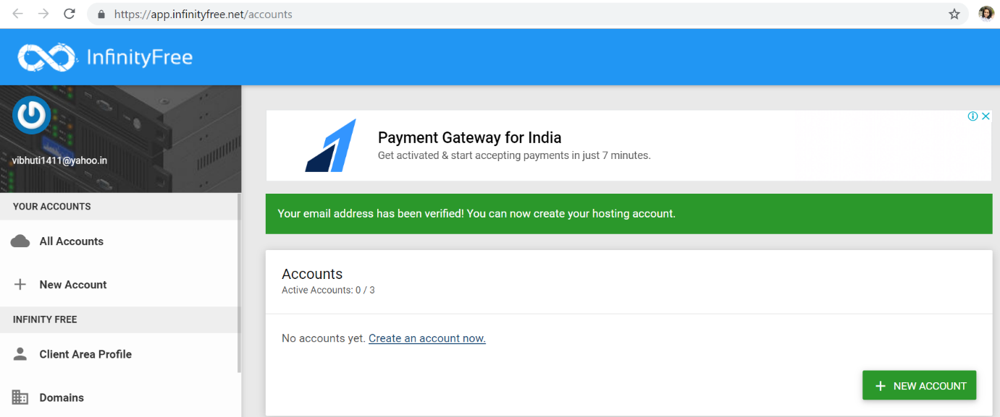 https://app.infinityfree.net/accounts
InfinityFree
vibhuti1411@yahoo.in
YOUR ACCOUNTS
All Accounts
New Account
INFINITY FREE
Client Area Profile
Domains
Payment Gateway for India
Get activated & start accepting payments in just 7 minutes.
Your email address has been verified! You can now create your hosting account.
Accounts
Active Accounts: 0 / 3
No accounts yet. Create an account now.
NEW ACCOUNT